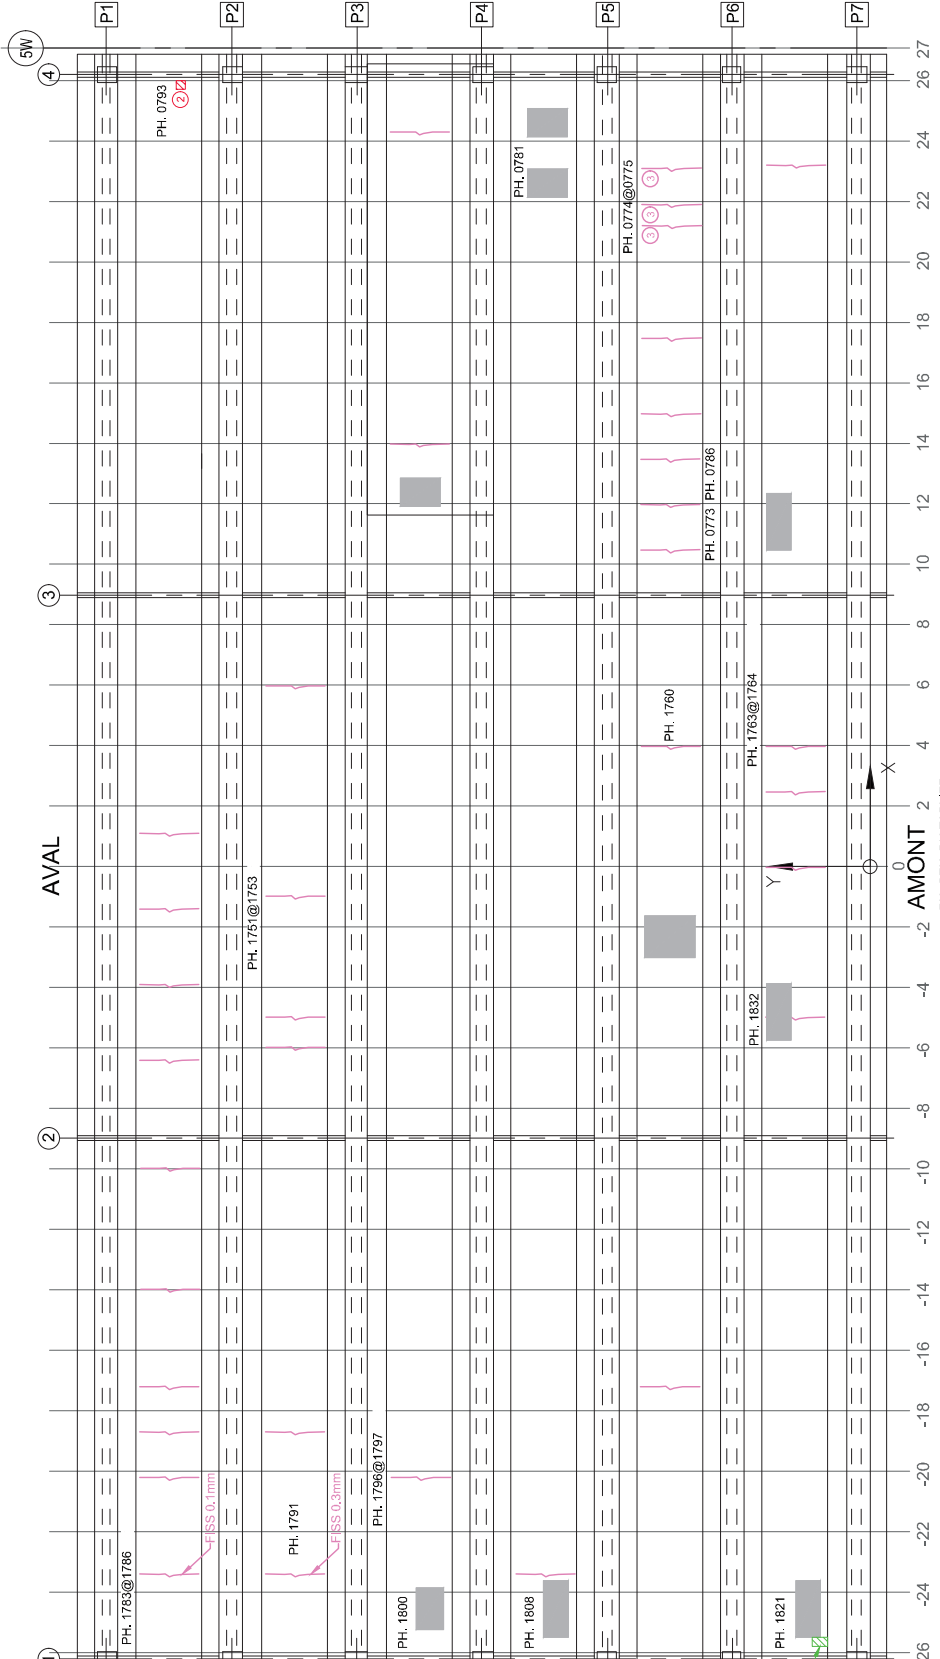 5W
4
P1
P2
P3
P4
P5
P6
P7
27
26
24
22
20
18
16
14
12
10
8
6
4
2
0
-2
-4
-6
-8
-10
-12
-14
-16
-18
-20
-22
-24
26
PH. 0793
2
PH. 0781
PH. 0774@0775
3
3
3
PH. 0786
PH. 0773
3
PH. 1760
PH. 1763@1764
X
Y
AVAL
AMONT
PH. 1751@1753
PH. 1832
2
PH. 1796@1797
FISS 0.1mm
FISS 0.3mm
PH. 1791
PH. 1783@1786
PH. 1800
PH. 1808
PH. 1821